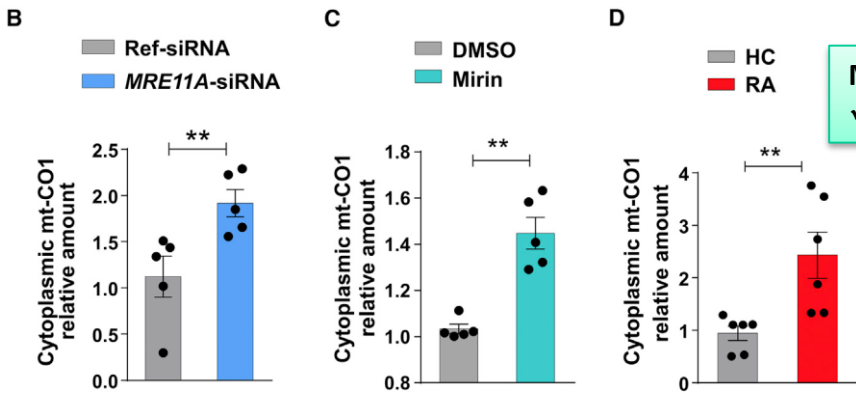 B
Ref-siRNA
MRE11A-siRNA
**
Cytoplasmic mt-CO1
relative amount
2.5
2.0
1.5
1.0
0.5
0.0
C
DMSO
Mirin
**
Cytoplasmic mt-CO1
relative amount
1.8
1.6
1.4
1.2
1.0
0.8
D
HC
RA
**
Cytoplasmic mt-CO1
relative amount
4
3
2
1
0